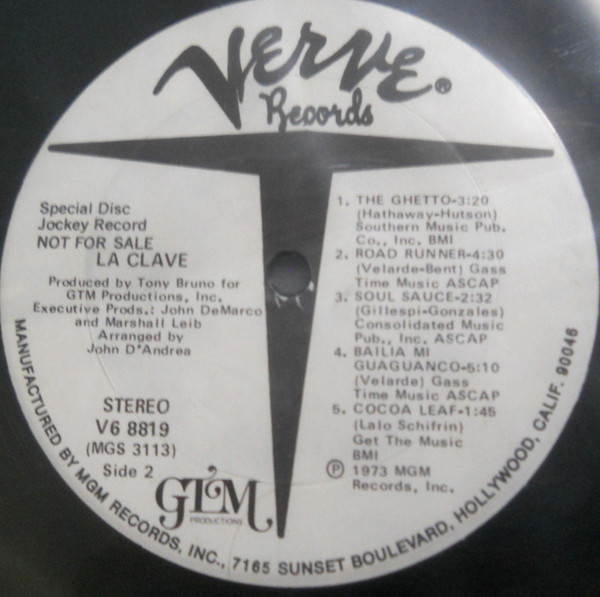 VERVE®
Records
Special Disc
Jockey Record
NOT FOR SALE
LA CLAVE
Produced by Tony Bruno for
GTM Productions, Inc.
Executive Prods.: John DeMarco
and Marshall Leib
Arranged by
John D'Andrea
STEREO
V6 8819
(MGS 3113)
Side 2
GTM
PRODUCTIONS
1. THE GHETTO-3:20
(Hathaway-Hutson)
Southern Music Pub.
Co., Inc. BMI
2. ROAD RUNNER-4:30
(Velarde-Bent) Gass
Time Music ASCAP
3. SOUL SAUCE-2:32
(Gillespi-Gonzales)
Consolidated Music
Pub., Inc. ASCAP
4. BAILIA MI
GUAGUANCO-5:10
(Velarde) Gass
Time Music ASCAP
5. COCOA LEAF-1:45
(Lalo Schifrin)
Get The Music
BMI
℗ 1973 MGM
Records, Inc.
MANUFACTURED BY MGM RECORDS, INC., 7165 SUNSET BOULEVARD, HOLLYWOOD, CALIF. 90046